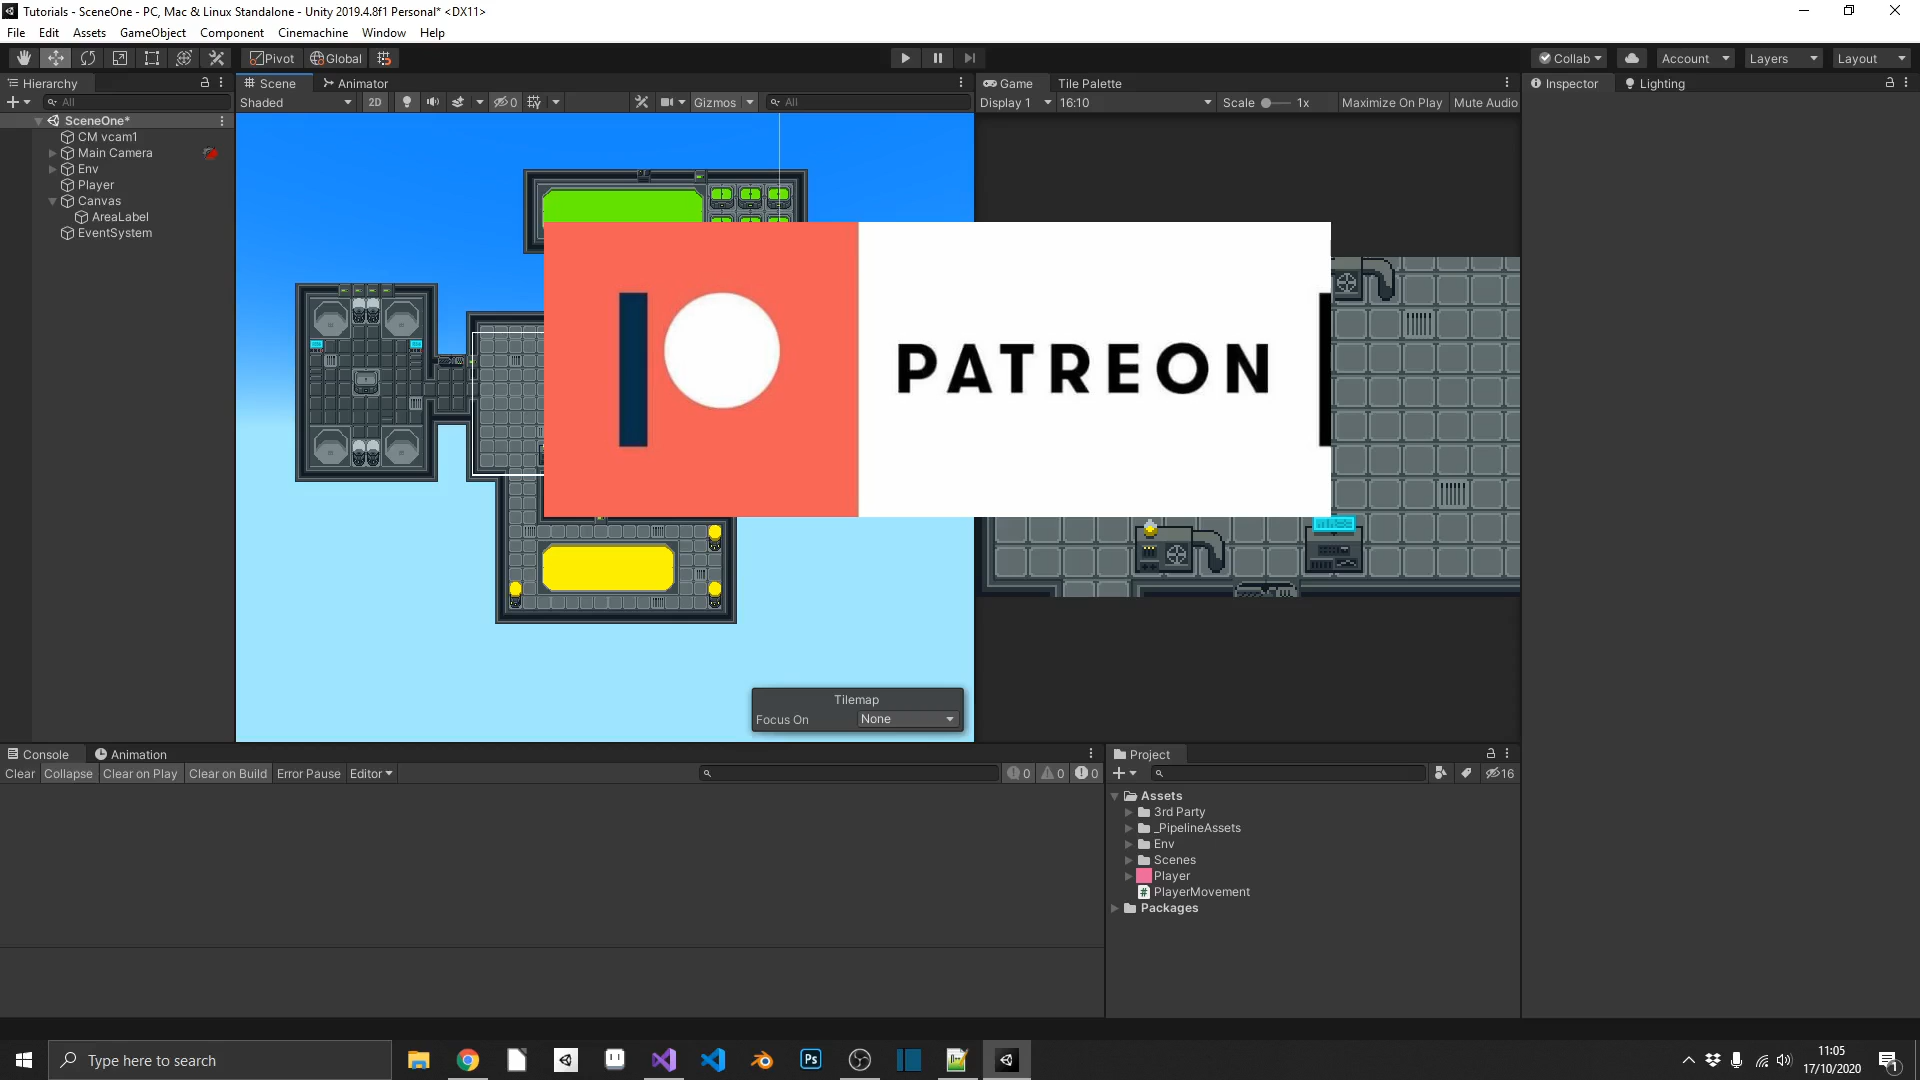 Tutorials - SceneOne - PC, Mac & Linux Standalone - Unity 2019.4.8f1 Personal* <DX11>
File Edit Assets GameObject Component Cinemachine Window Help
Pivot Global Collab Account Layers Layout
Hierarchy Scene Animator Game Tile Palette Inspector Lighting
All Shaded 2D 0 Gizmos All Display 1 16:10 Scale 1x Maximize On Play Mute Audio
SceneOne*
CM vcam1
Main Camera
Env
Player
Canvas
AreaLabel
EventSystem
PATREON
Tilemap
Focus On None
Console Animation Project
Clear Collapse Clear on Play Clear on Build Error Pause Editor 0 0 0 16
Assets
3rd Party
_PipelineAssets
Env
Scenes
Player
PlayerMovement
Packages
Type here to search
Ps
11:05
17/10/2020
1